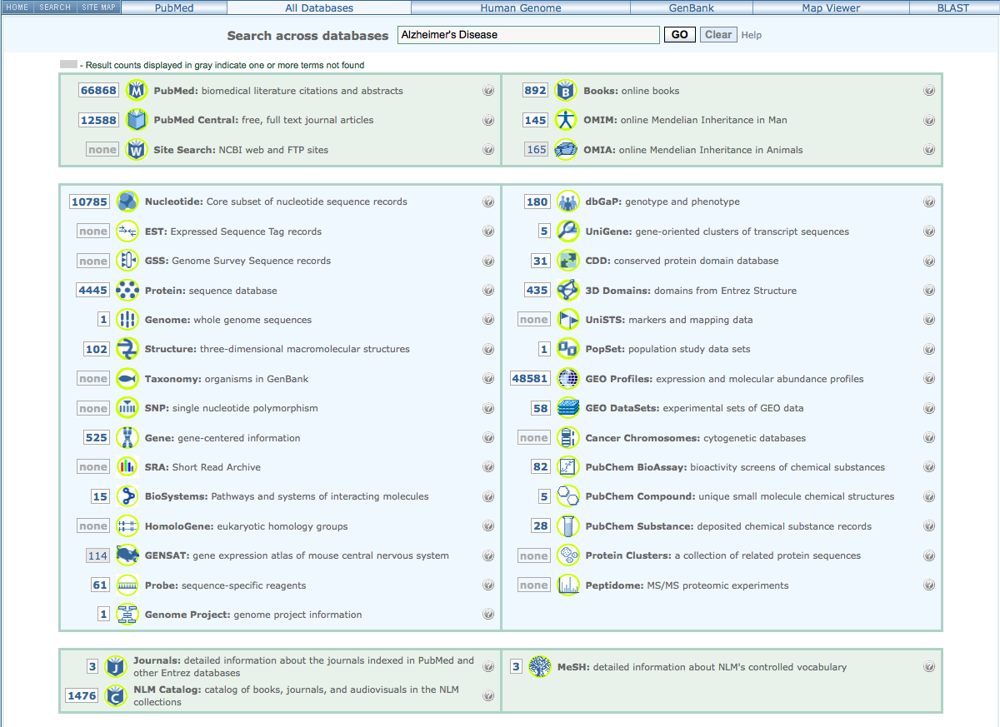 HOME SEARCH SITE MAP PubMed All Databases Human Genome GenBank Map Viewer BLAST
Search across databases Alzheimer's Disease GO Clear Help
- Result counts displayed in gray indicate one or more terms not found
66868 M PubMed: biomedical literature citations and abstracts ?
12588 PubMed Central: free, full text journal articles ?
none W Site Search: NCBI web and FTP sites ?
892 B Books: online books ?
145 OMIM: online Mendelian Inheritance in Man ?
165 OMIA: online Mendelian Inheritance in Animals ?
10785 Nucleotide: Core subset of nucleotide sequence records ?
none EST: Expressed Sequence Tag records ?
none GSS: Genome Survey Sequence records ?
4445 Protein: sequence database ?
1 Genome: whole genome sequences ?
102 Structure: three-dimensional macromolecular structures ?
none Taxonomy: organisms in GenBank ?
none SNP: single nucleotide polymorphism ?
525 Gene: gene-centered information ?
none SRA: Short Read Archive ?
15 BioSystems: Pathways and systems of interacting molecules ?
none HomoloGene: eukaryotic homology groups ?
114 GENSAT: gene expression atlas of mouse central nervous system ?
61 Probe: sequence-specific reagents ?
1 Genome Project: genome project information ?
180 dbGaP: genotype and phenotype ?
5 UniGene: gene-oriented clusters of transcript sequences ?
31 CDD: conserved protein domain database ?
435 3D Domains: domains from Entrez Structure ?
none UniSTS: markers and mapping data ?
1 PopSet: population study data sets ?
48581 GEO Profiles: expression and molecular abundance profiles ?
58 GEO DataSets: experimental sets of GEO data ?
none Cancer Chromosomes: cytogenetic databases ?
82 PubChem BioAssay: bioactivity screens of chemical substances ?
5 PubChem Compound: unique small molecule chemical structures ?
28 PubChem Substance: deposited chemical substance records ?
none Protein Clusters: a collection of related protein sequences ?
none Peptidome: MS/MS proteomic experiments ?
3 J Journals: detailed information about the journals indexed in PubMed and
other Entrez databases ?
1476 C NLM Catalog: catalog of books, journals, and audiovisuals in the NLM
collections ?
3 MeSH: detailed information about NLM's controlled vocabulary ?